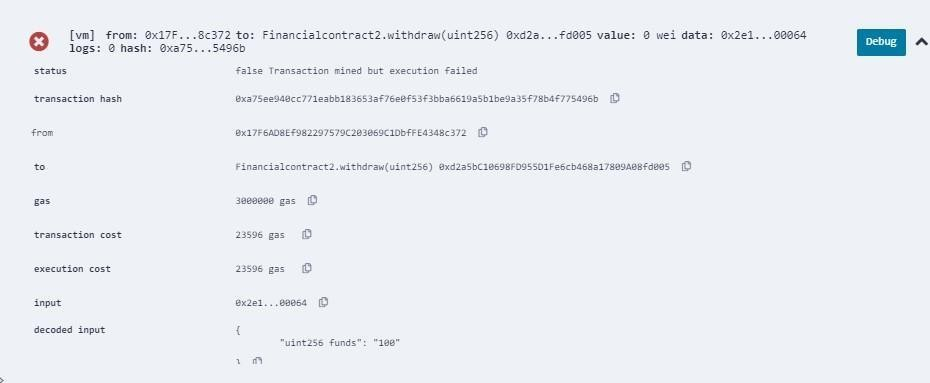 [vm] from: 0x17F...8c372 to: Financialcontract2.withdraw(uint256) 0xd2a...fd005 value: 0 wei data: 0x2e1...00064
logs: 0 hash: 0xa75...5496b
Debug
status false Transaction mined but execution failed
transaction hash 0xa75ee940cc771eabb183653af76e0f53f3bba6619a5b1be9a35f78b4f775496b
from 0x17F6AD8Ef982297579C203069C1DbfFE4348c372
to Financialcontract2.withdraw(uint256) 0xd2a5bC10698FD955D1Fe6cb468a17809A08fd005
gas 3000000 gas
transaction cost 23596 gas
execution cost 23596 gas
input 0x2e1...00064
decoded input {
"uint256 funds": "100"
}